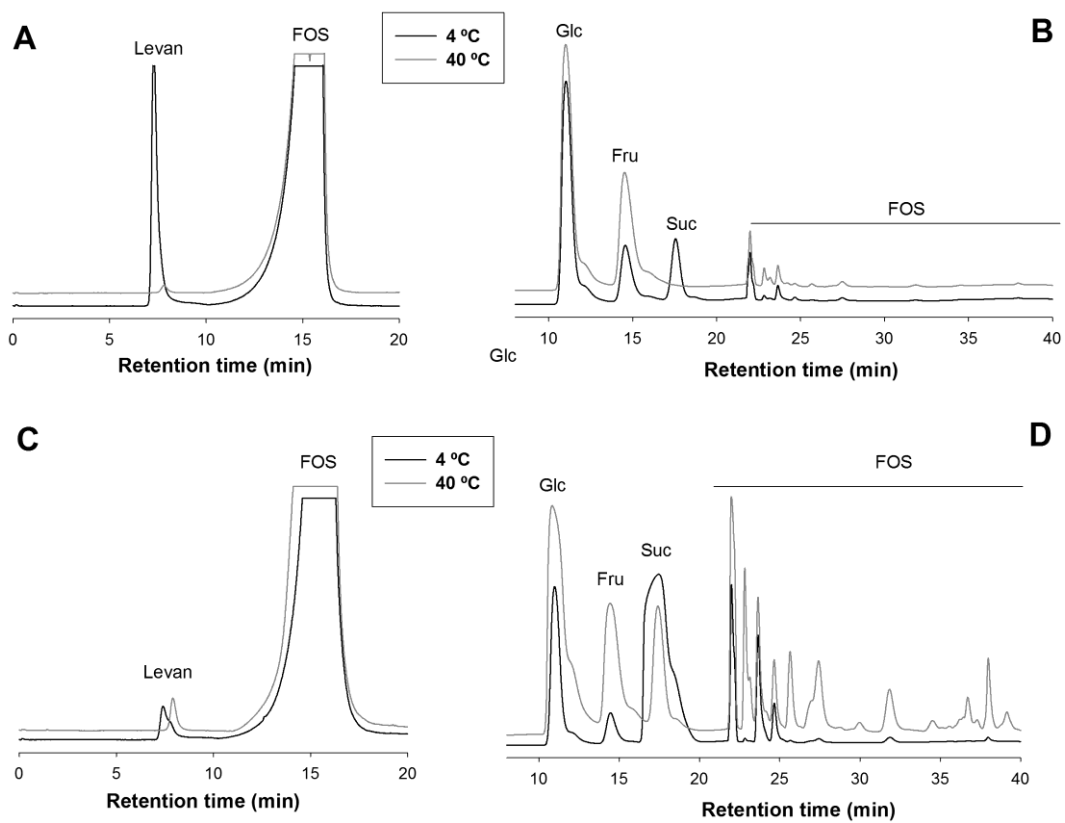 A
Levan
FOS
4 ºC
40 ºC
0 5 10 15 20
Retention time (min)
B
Glc
Fru
Suc
FOS
10 15 20 25 30 35 40
Glc
Retention time (min)
C
Levan
FOS
4 ºC
40 ºC
0 5 10 15 20
Retention time (min)
D
Glc
Fru
Suc
FOS
10 15 20 25 30 35 40
Retention time (min)